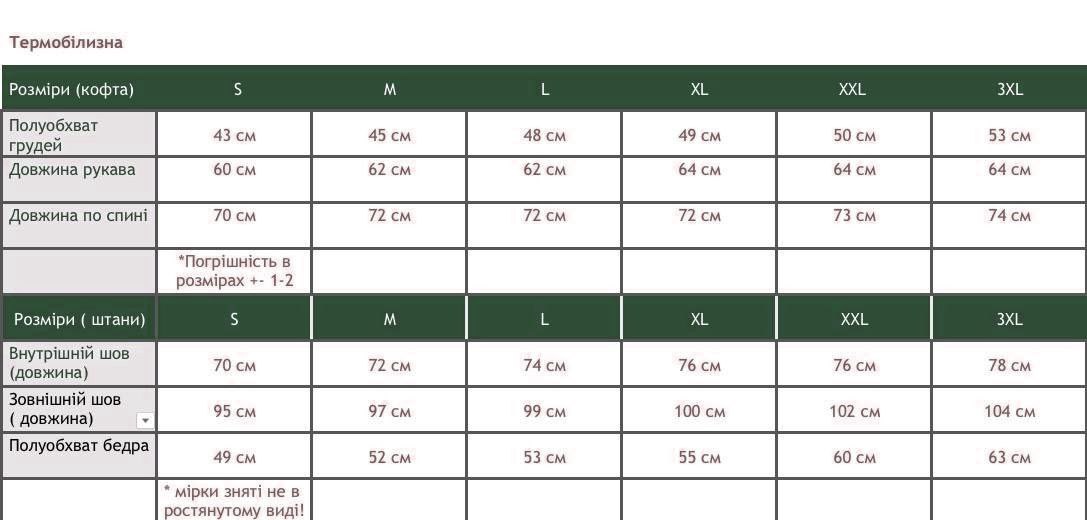 Термобілизна
Розміри (кофта) S M L XL XXL 3XL
Полуобхват
грудей 43 см 45 см 48 см 49 см 50 см 53 см
Довжина рукава 60 см 62 см 62 см 64 см 64 см 64 см
Довжина по спині 70 см 72 см 72 см 72 см 73 см 74 см
*Погрішність в
розмірах +- 1-2
Розміри ( штани) S M L XL XXL 3XL
Внутрішній шов
(довжина) 70 см 72 см 74 см 76 см 76 см 78 см
Зовнішній шов
( довжина) 95 см 97 см 99 см 100 см 102 см 104 см
Полуобхват бедра 49 см 52 см 53 см 55 см 60 см 63 см
* мірки зняті не в
ростянутому виді!